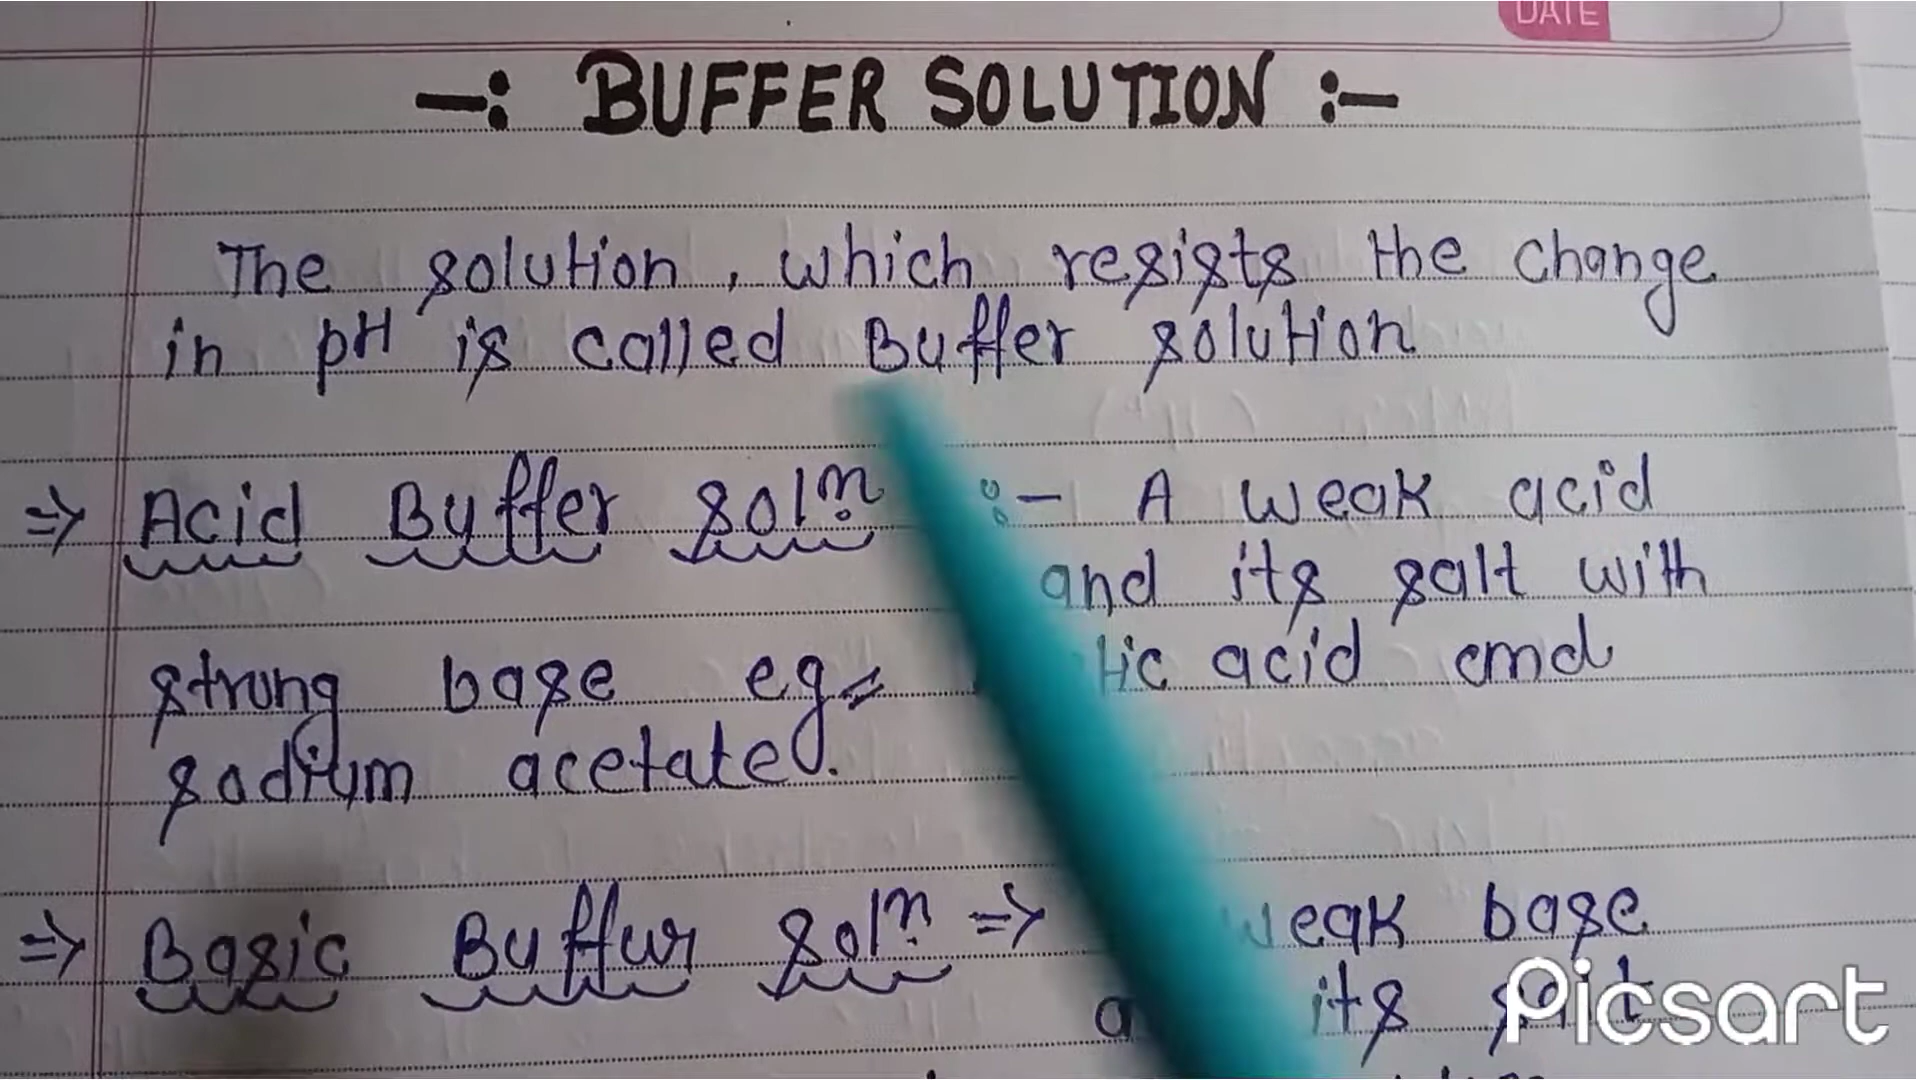 DATE
-: BUFFER SOLUTION :-
The solution, which resists the change
in pH is called Buffer solution
⇒ Acid Buffer solⁿ. :- A weak acid
and its salt with
strong base eg= tic acid and
sodium acetate.
⇒ Basic Buffer solⁿ. ⇒ weak base
its salt
Picsart